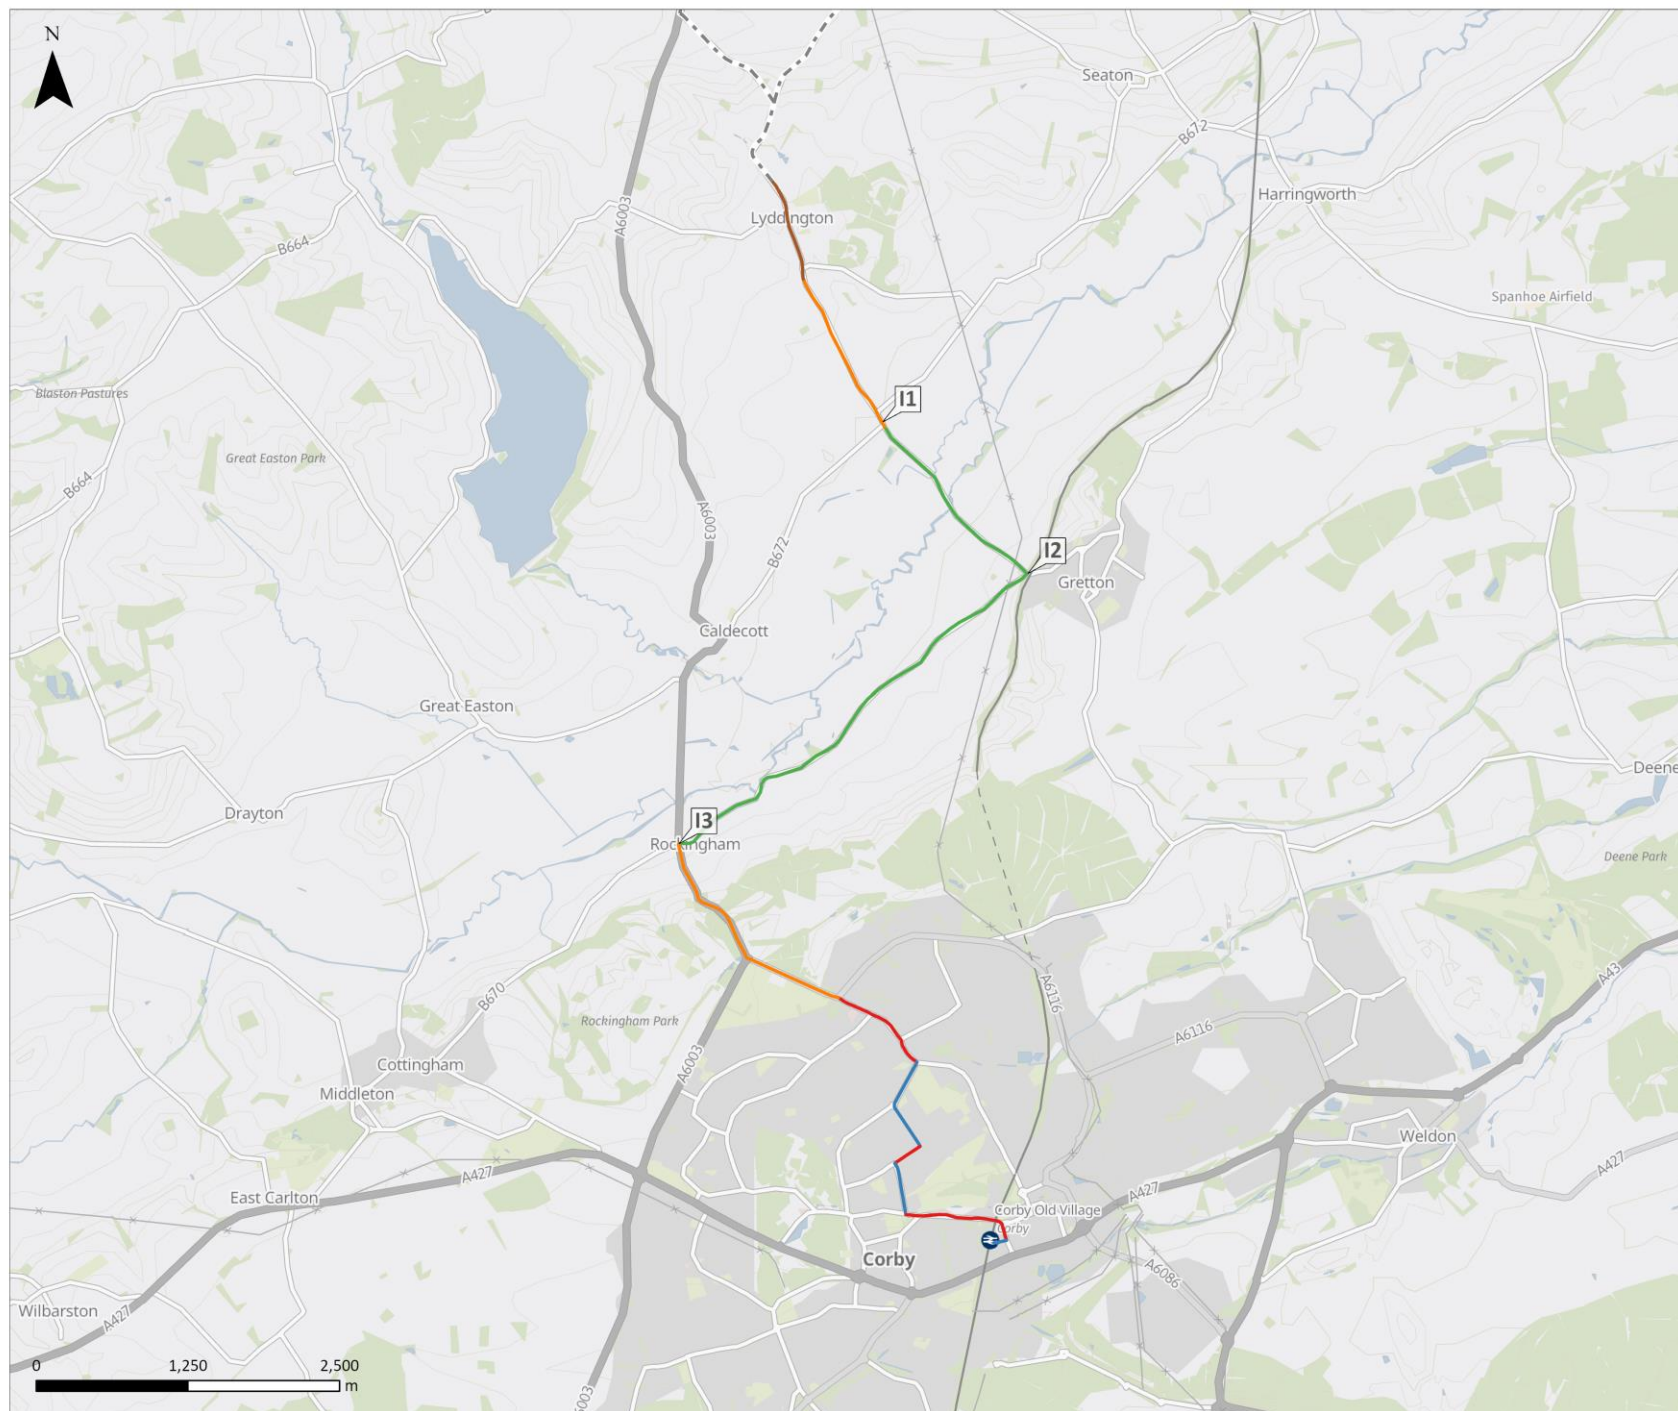 N
Seaton
B672
Harringworth
A6003
Lyddington
B664
Spanhoe Airfield
Blaston Pastures
I1
Great Easton Park
B664
A6003
B672
I2
Gretton
Caldecott
Great Easton
Deene
Drayton
I3
Rockingham
Deene Park
A43
B670
A6116
Rockingham Park
A6116
Cottingham
A6003
Middleton
Weldon
A427
A427
A427
East Carlton
Corby Old Village
Corby
Corby
A6086
Wilbarston
A427
0 1,250 2,500
m